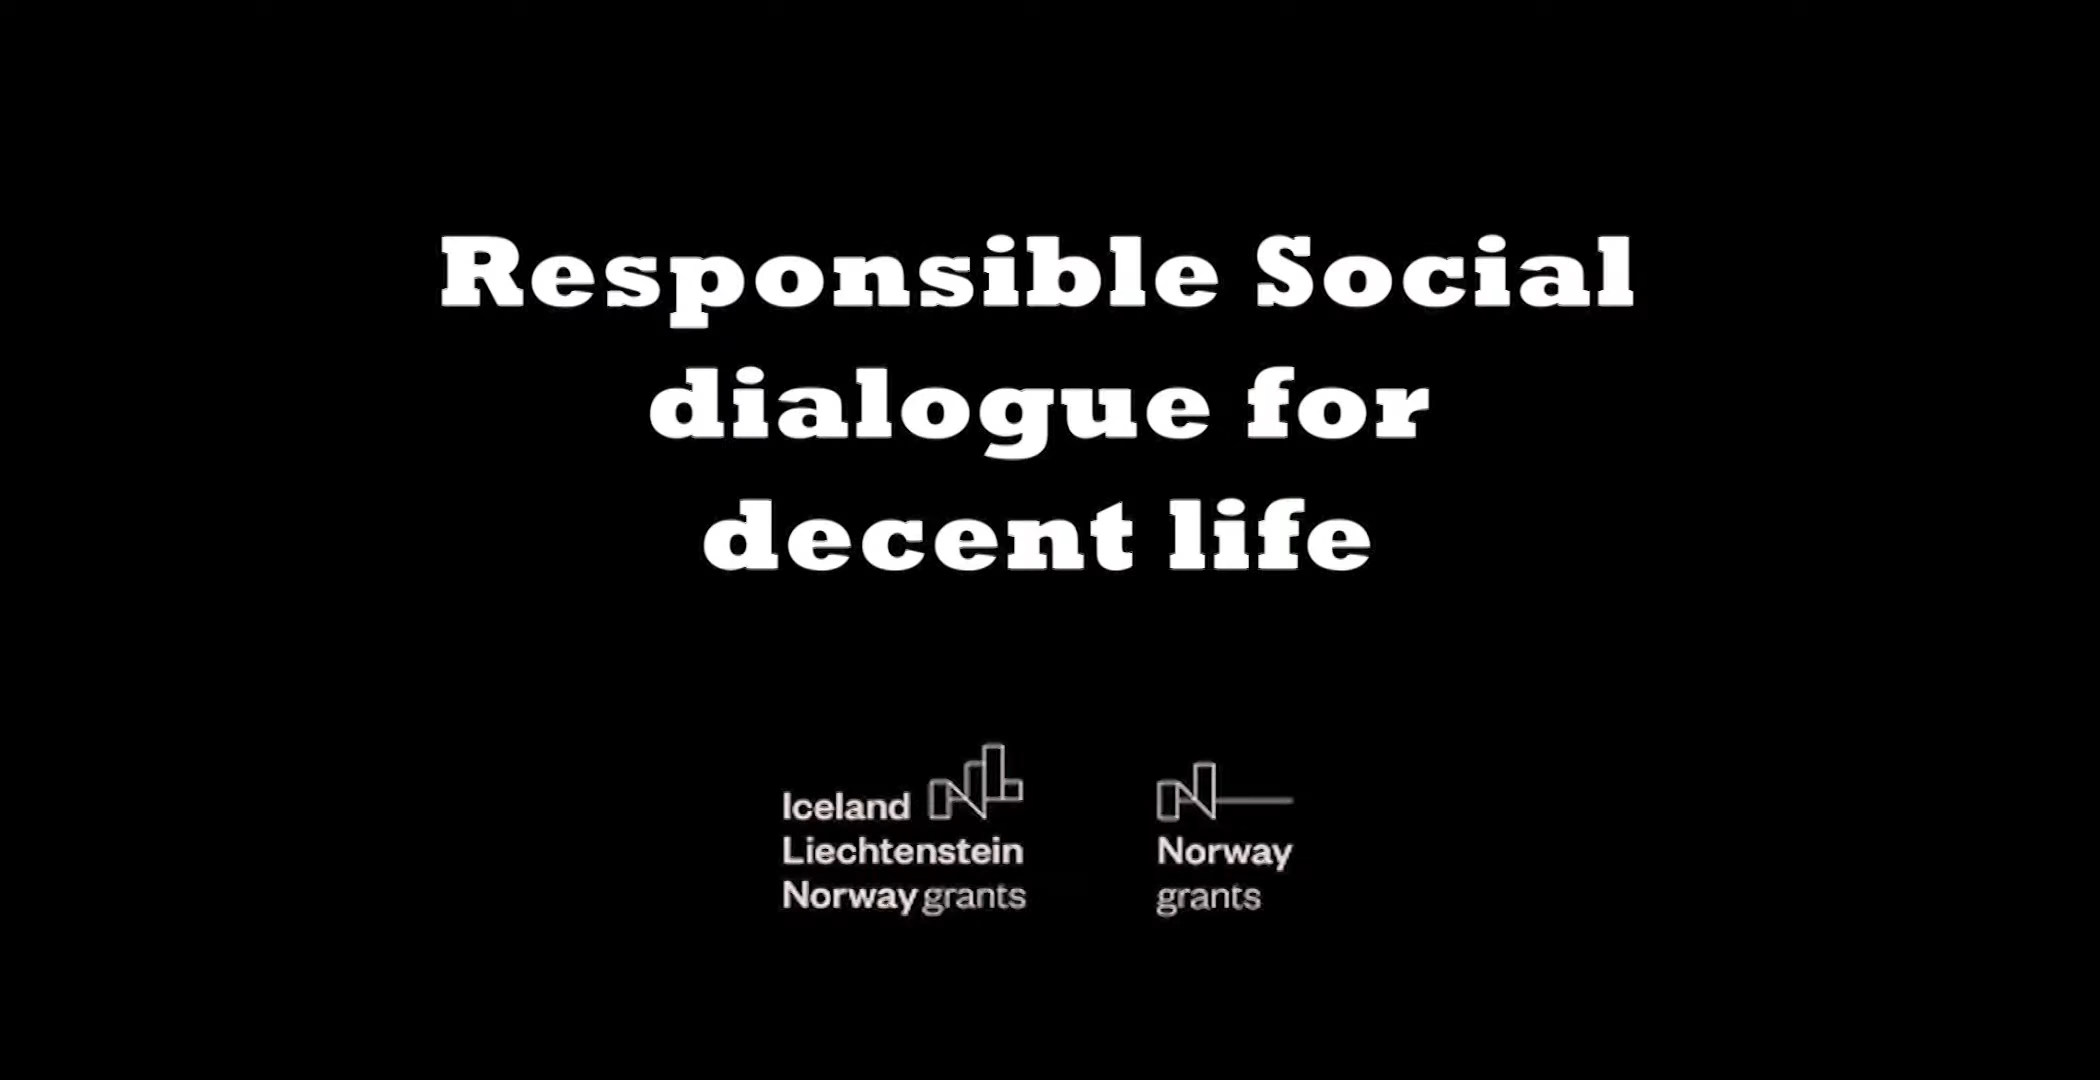 Responsible Social
dialogue for
decent life
Iceland
Liechtenstein
Norway grants
Norway
grants